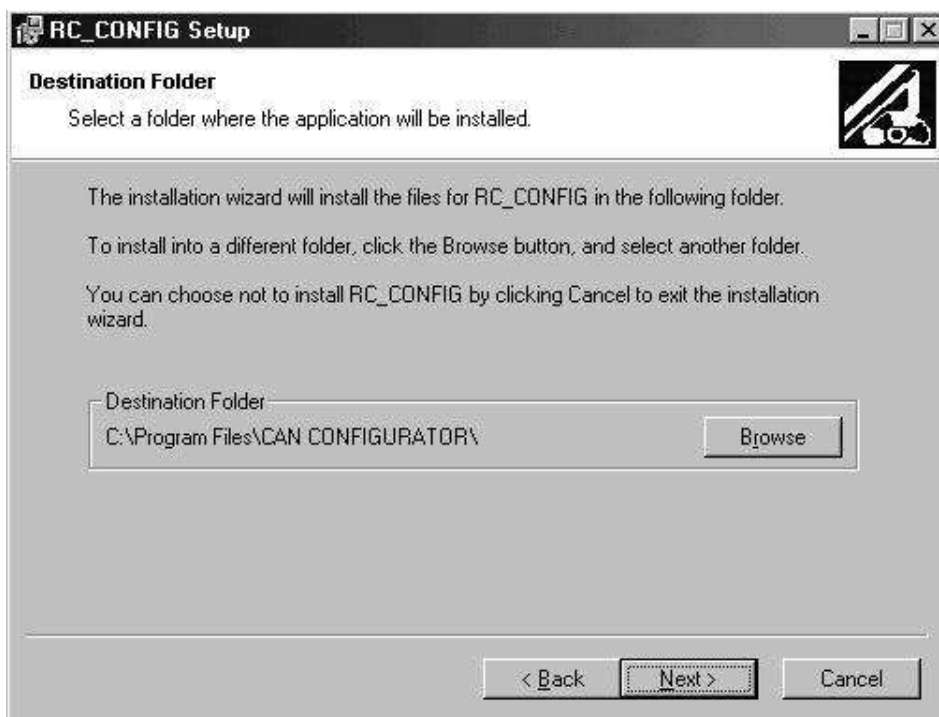 RC_CONFIG Setup
Destination Folder
Select a folder where the application will be installed.
The installation wizard will install the files for RC_CONFIG in the following folder.
To install into a different folder, click the Browse button, and select another folder.
You can choose not to install RC_CONFIG by clicking Cancel to exit the installation
wizard.
Destination Folder
C:\Program Files\CAN CONFIGURATOR\
Browse
< Back
Next >
Cancel